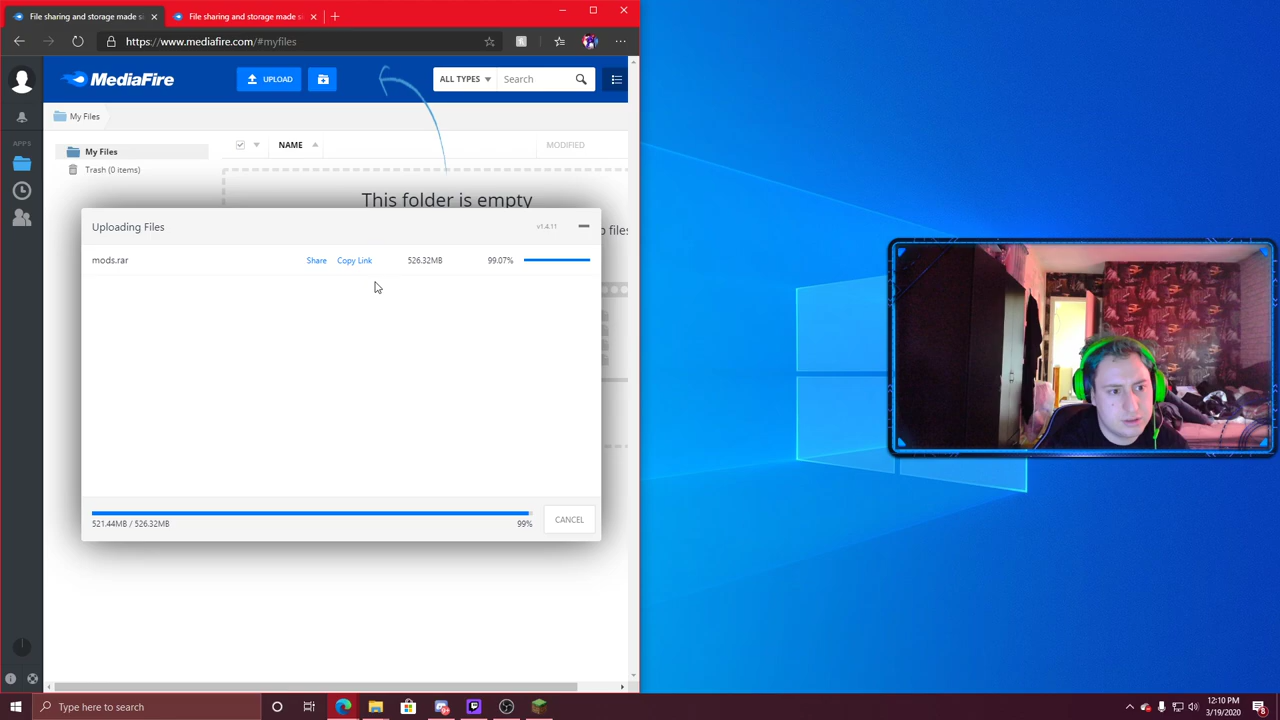 File sharing and storage made s
File sharing and storage made s
https://www.mediafire.com/#myfiles
MediaFire
UPLOAD
ALL TYPES
Search
My Files
My Files
Trash (0 items)
APPS
NAME
MODIFIED
This folder is empty
p files
Uploading Files
v1.4.11
mods.rar
Share
Copy Link
526.32MB
99.07%
521.44MB / 526.32MB
99%
CANCEL
Type here to search
12:10 PM
3/19/2020
8